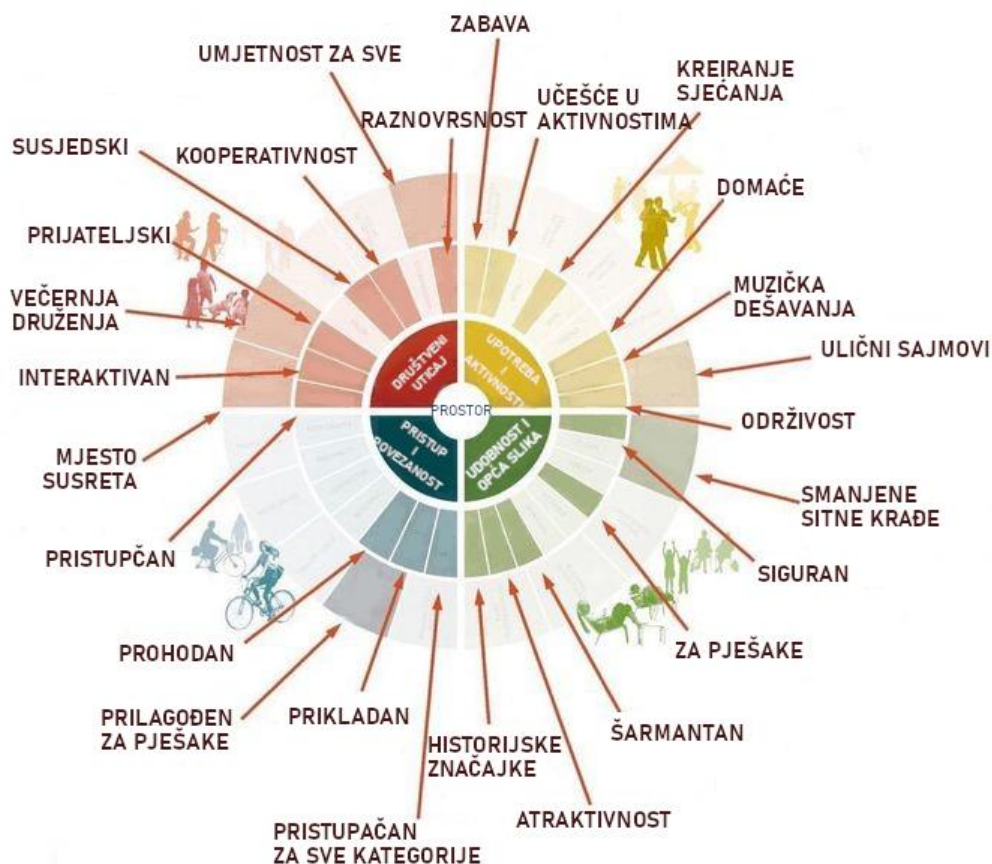 ZABAVA
UMJETNOST ZA SVE
KREIRANJE
SJEĆANJA
UČEŠĆE U
AKTIVNOSTIMA
RAZNOVRSNOST
SUSJEDSKI
KOOPERATIVNOST
DOMAĆE
PRIJATELJSKI
MUZIČKA
DEŠAVANJA
VEČERNJA
DRUŽENJA
ULIČNI SAJMOVI
INTERAKTIVAN
DRUŠTVENI
UTICAJ
UPOTREBA
I
AKTIVNOSTI
PROSTOR
PRISTUP
I
POVEZANOST
UDOBNOST I
OPĆA SLIKA
ODRŽIVOST
MJESTO
SUSRETA
SMANJENE
SITNE KRAĐE
PRISTUPČAN
SIGURAN
PROHODAN
ZA PJEŠAKE
PRILAGOĐEN
ZA PJEŠAKE
PRIKLADAN
ŠARMANTAN
HISTORIJSKE
ZNAČAJKE
ATRAKTIVNOST
PRISTUPAČAN
ZA SVE KATEGORIJE